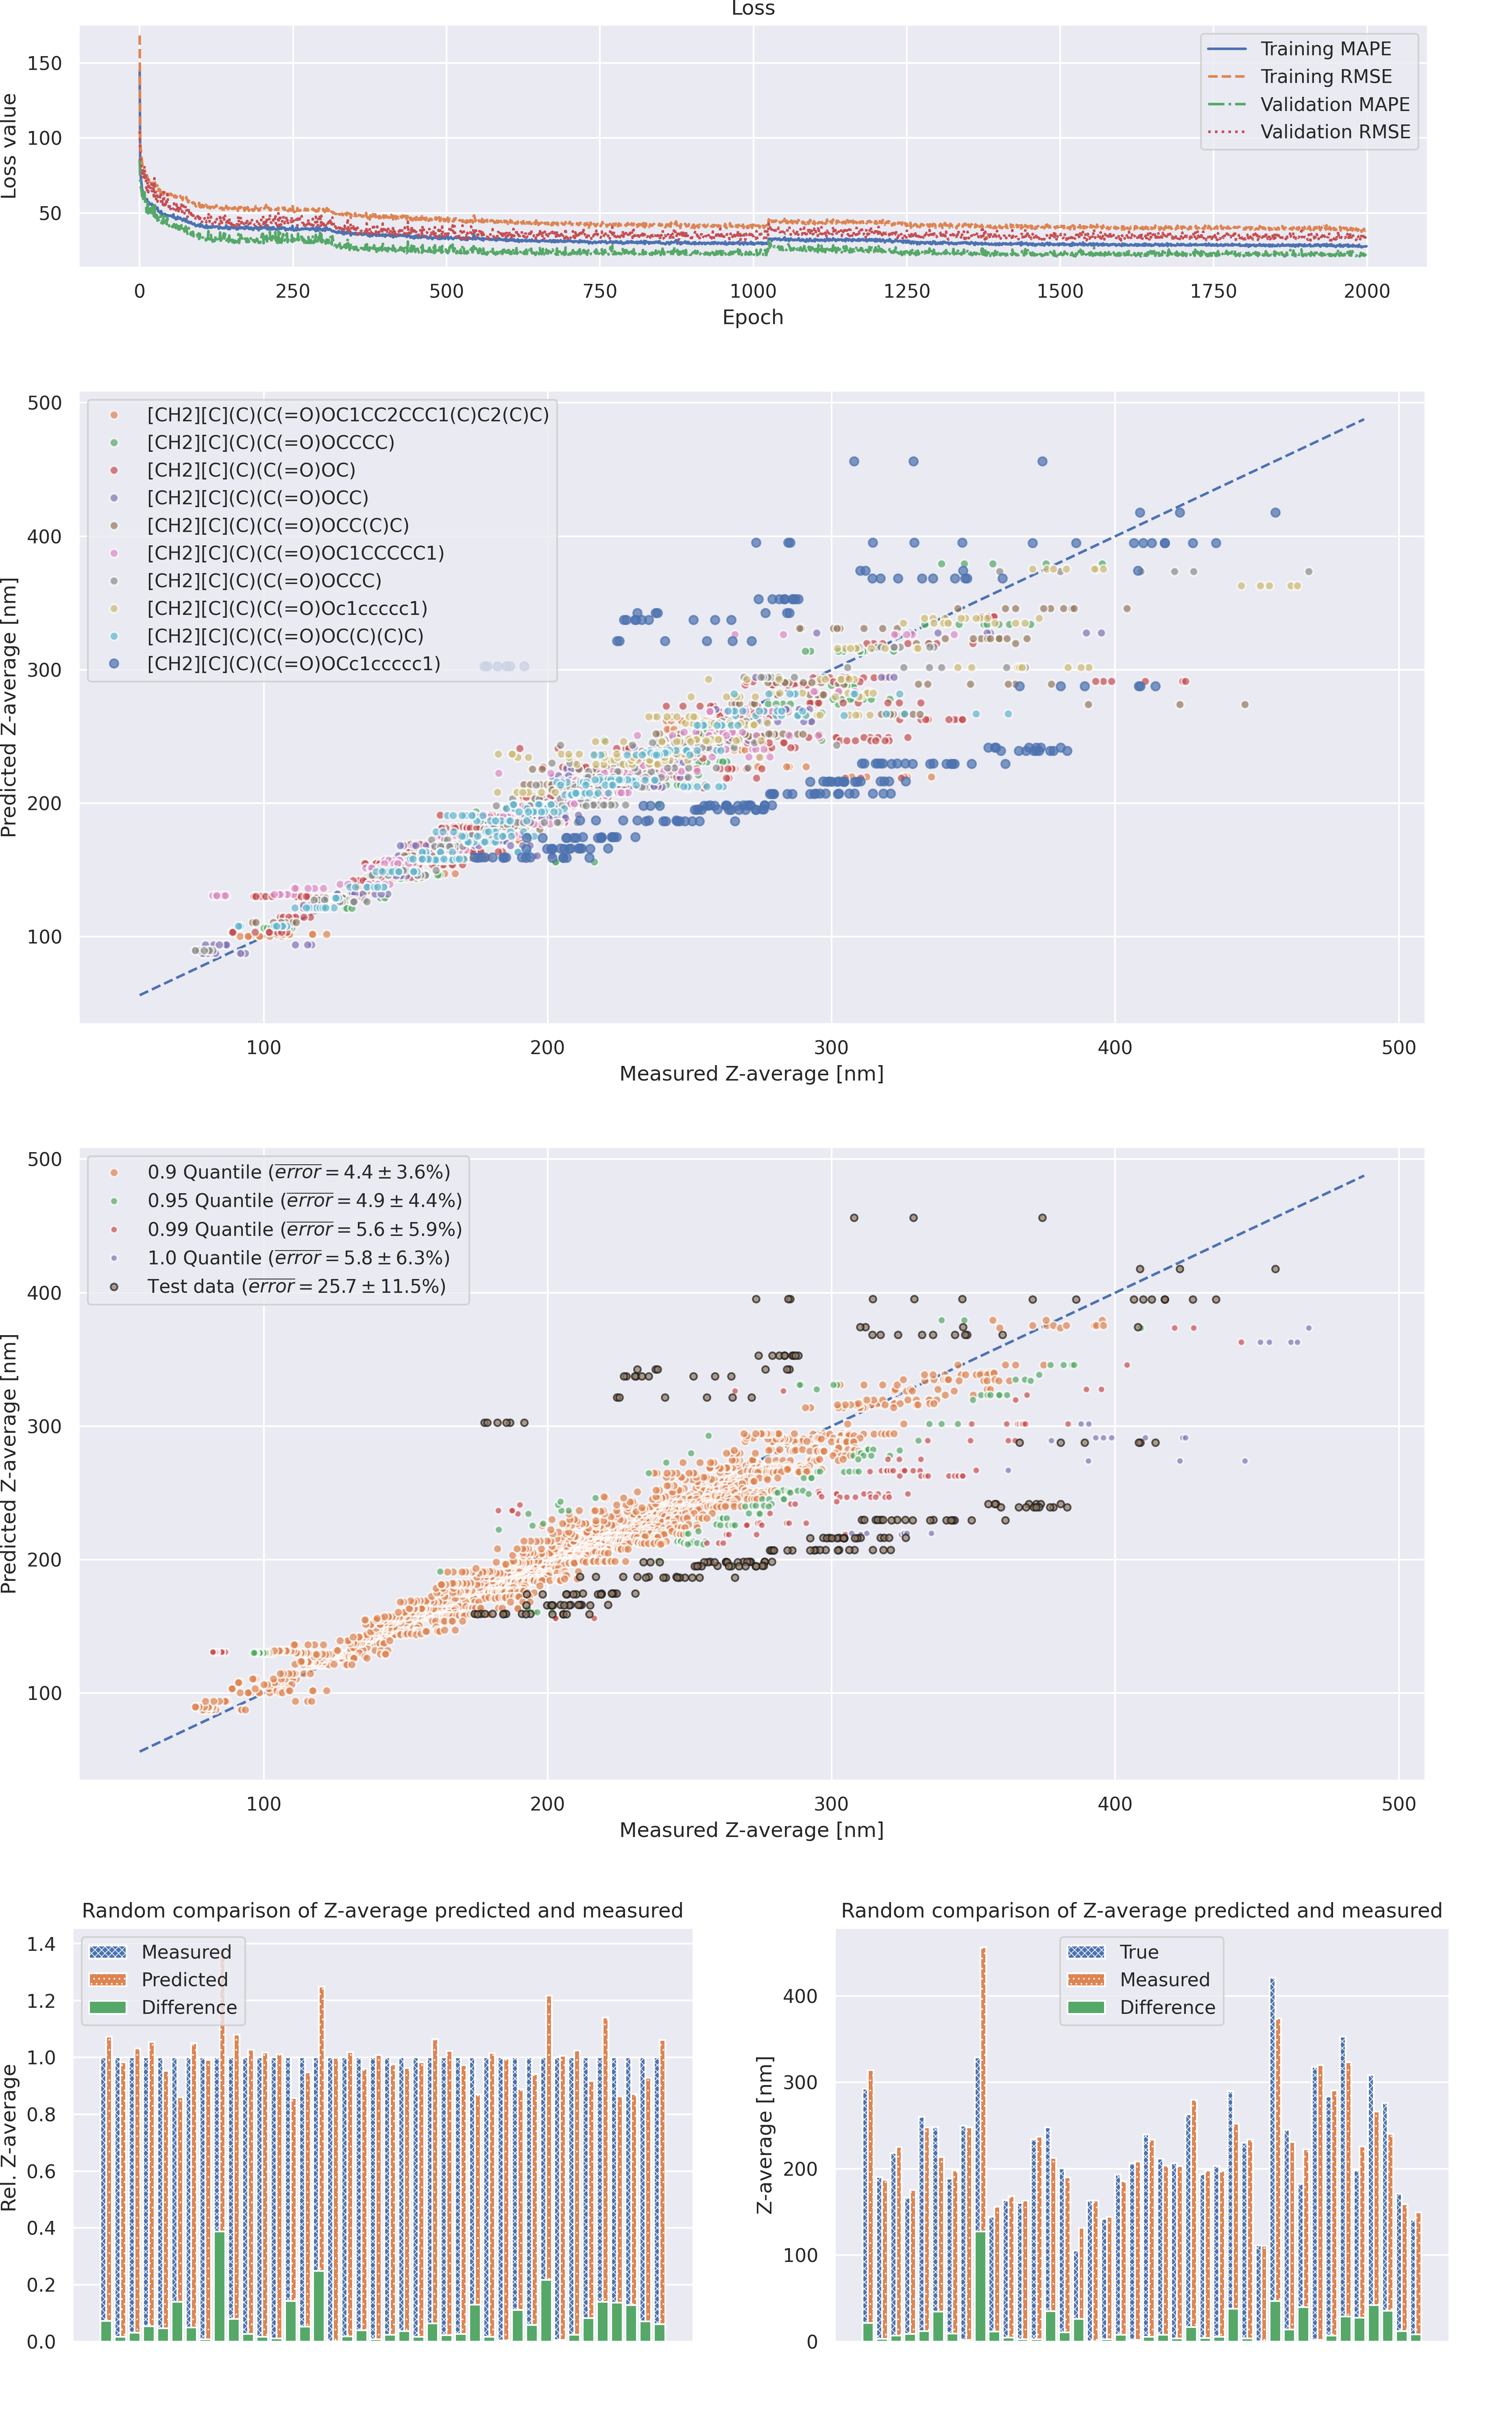 Loss
Loss value
150
100
50
Training MAPE
Training RMSE
Validation MAPE
Validation RMSE
0 250 500 750 1000 1250 1500 1750 2000
Epoch
Predicted Z-average [nm]
500
400
300
200
100
[CH2][C](C)(C(=O)OC1CC2CCC1(C)C2(C)C)
[CH2][C](C)(C(=O)OCCCC)
[CH2][C](C)(C(=O)OC)
[CH2][C](C)(C(=O)OCC)
[CH2][C](C)(C(=O)OCC(C)C)
[CH2][C](C)(C(=O)OC1CCCCC1)
[CH2][C](C)(C(=O)OCCC)
[CH2][C](C)(C(=O)Oc1ccccc1)
[CH2][C](C)(C(=O)OC(C)(C)C)
[CH2][C](C)(C(=O)OCc1ccccc1)
100 200 300 400 500
Measured Z-average [nm]
Predicted Z-average [nm]
500
400
300
200
100
0.9 Quantile (error = 4.4 ± 3.6%)
0.95 Quantile (error = 4.9 ± 4.4%)
0.99 Quantile (error = 5.6 ± 5.9%)
1.0 Quantile (error = 5.8 ± 6.3%)
Test data (error = 25.7 ± 11.5%)
100 200 300 400 500
Measured Z-average [nm]
Random comparison of Z-average predicted and measured
Rel. Z-average
1.4
1.2
1.0
0.8
0.6
0.4
0.2
0.0
Measured
Predicted
Difference
Random comparison of Z-average predicted and measured
Z-average [nm]
400
300
200
100
0
True
Measured
Difference